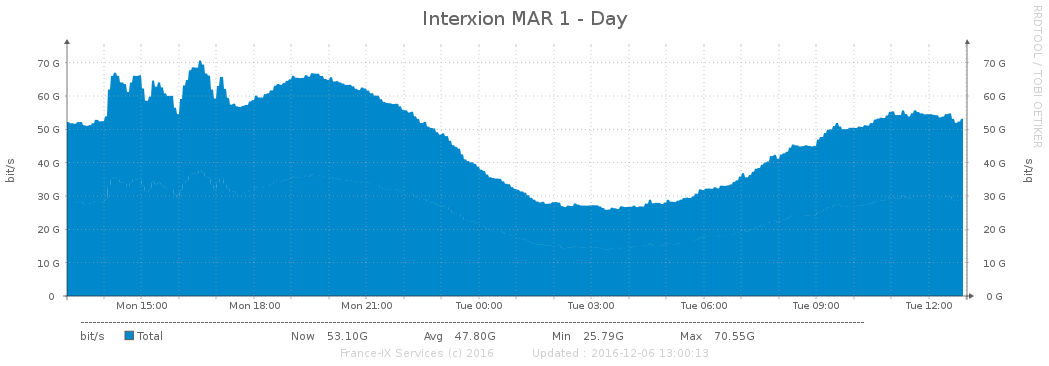 Interxion MAR 1 - Day
RRDTOOL / TOBI OETIKER
bit/s
bit/s
70 G 70 G
60 G 60 G
50 G 50 G
40 G 40 G
30 G 30 G
20 G 20 G
10 G 10 G
0 0 G
Mon 15:00 Mon 18:00 Mon 21:00 Tue 00:00 Tue 03:00 Tue 06:00 Tue 09:00 Tue 12:00
bit/s Total Now 53.10G Avg 47.80G Min 25.79G Max 70.55G
France-IX Services (c) 2016 Updated : 2016-12-06 13:00:13